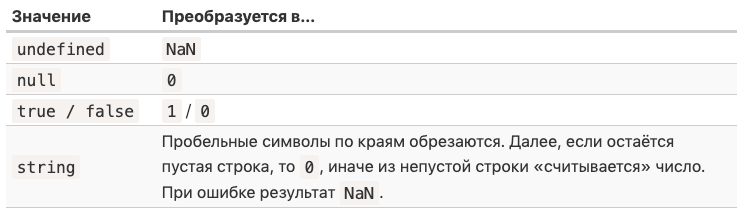 Значение Преобразуется в...
undefined NaN
null 0
true / false 1 / 0
Пробельные символы по краям обрезаются. Далее, если остаётся
string пустая строка, то 0, иначе из непустой строки «считывается» число.
При ошибке результат NaN.